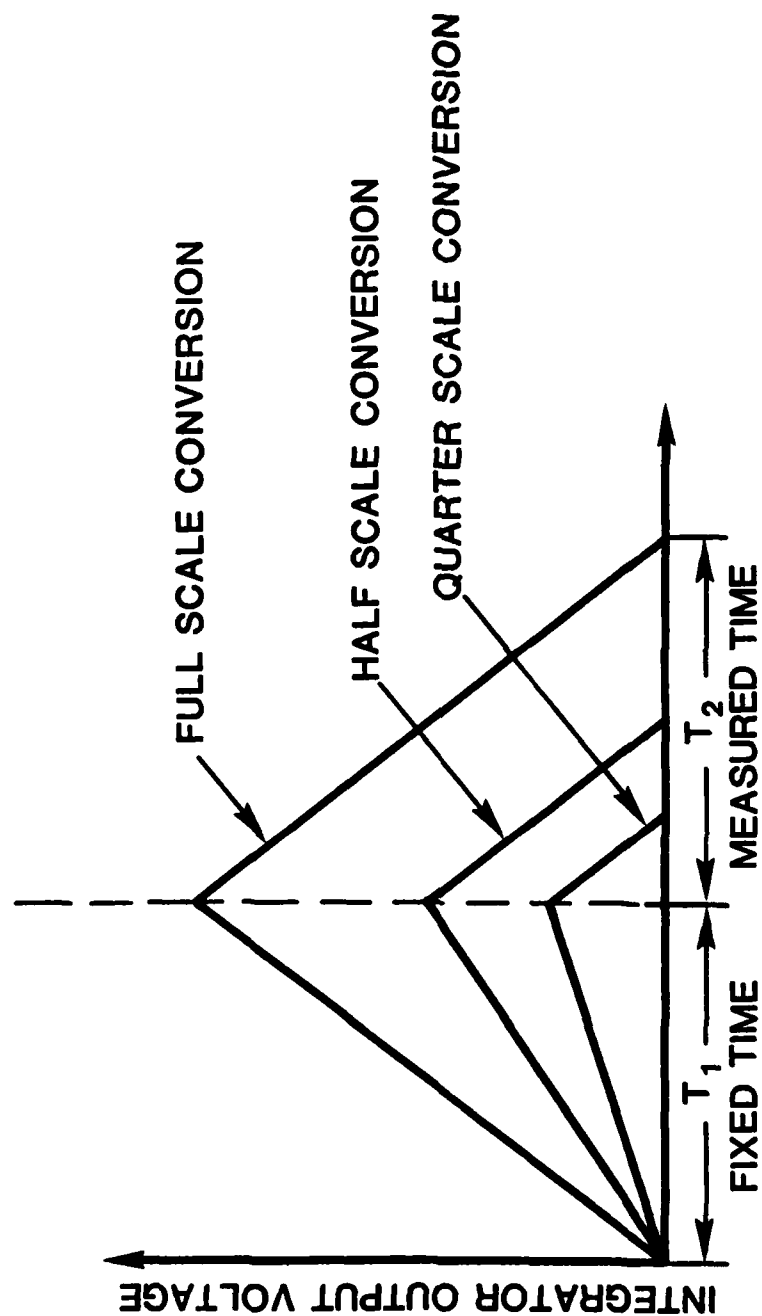 INTEGRATOR OUTPUT VOLTAGE
FULL SCALE CONVERSION
HALF SCALE CONVERSION
QUARTER SCALE CONVERSION
T1
T2
FIXED TIME
MEASURED TIME